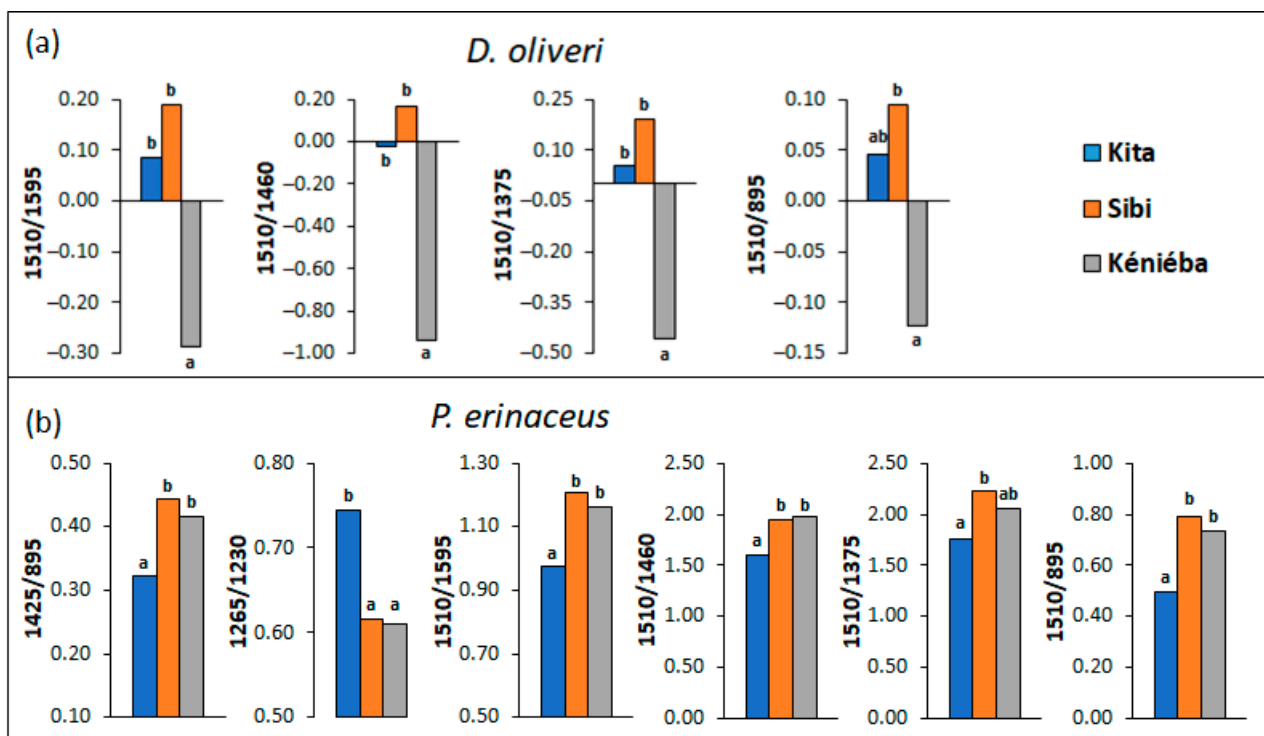 (a)
D. oliveri
1510/1595
0.20
0.10
0.00
–0.10
–0.20
–0.30
b
b
a
1510/1460
0.20
0.00
–0.20
–0.40
–0.60
–0.80
–1.00
b
b
a
1510/1375
0.25
0.10
–0.05
–0.20
–0.35
–0.50
b
b
a
1510/895
0.10
0.05
0.00
–0.05
–0.10
–0.15
ab
b
a
Kita
Sibi
Kéniéba
(b)
P. erinaceus
1425/895
0.50
0.40
0.30
0.20
0.10
a
b
b
1265/1230
0.80
0.70
0.60
0.50
b
a
a
1510/1595
1.30
1.10
0.90
0.70
0.50
a
b
b
1510/1460
2.50
2.00
1.50
1.00
0.50
0.00
a
b
b
1510/1375
2.50
2.00
1.50
1.00
0.50
0.00
a
b
ab
1510/895
1.00
0.80
0.60
0.40
0.20
0.00
a
b
b